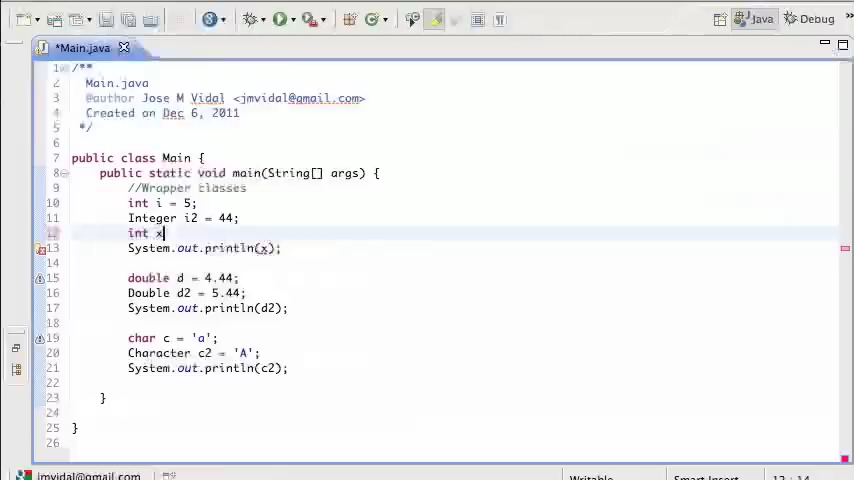 Java
Debug
*Main.java
1 /**
2 Main.java
3 @author Jose M Vidal <jmvidal@gmail.com>
4 Created on Dec 6, 2011
5 */
6
7 public class Main {
8 public static void main(String[] args) {
9 //Wrapper classes
10 int i = 5;
11 Integer i2 = 44;
12 int x
13 System.out.println(x);
14
15 double d = 4.44;
16 Double d2 = 5.44;
17 System.out.println(d2);
18
19 char c = 'a';
20 Character c2 = 'A';
21 System.out.println(c2);
22
23 }
24
25 }
26
jmvidal@gmail.com
Writable
Smart Insert
12 : 14